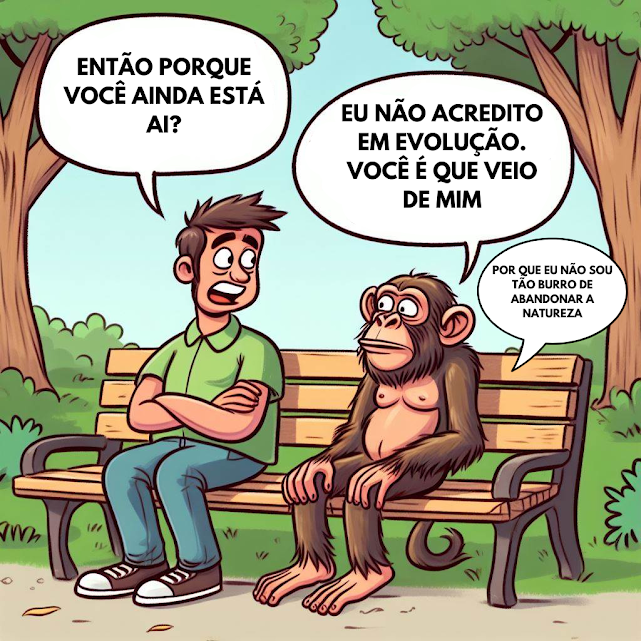 ENTÃO PORQUE
VOCÊ AINDA ESTÁ
AI?
EU NÃO ACREDITO
EM EVOLUÇÃO.
VOCÊ É QUE VEIO
DE MIM
POR QUE EU NÃO SOU
TÃO BURRO DE
ABANDONAR A
NATUREZA